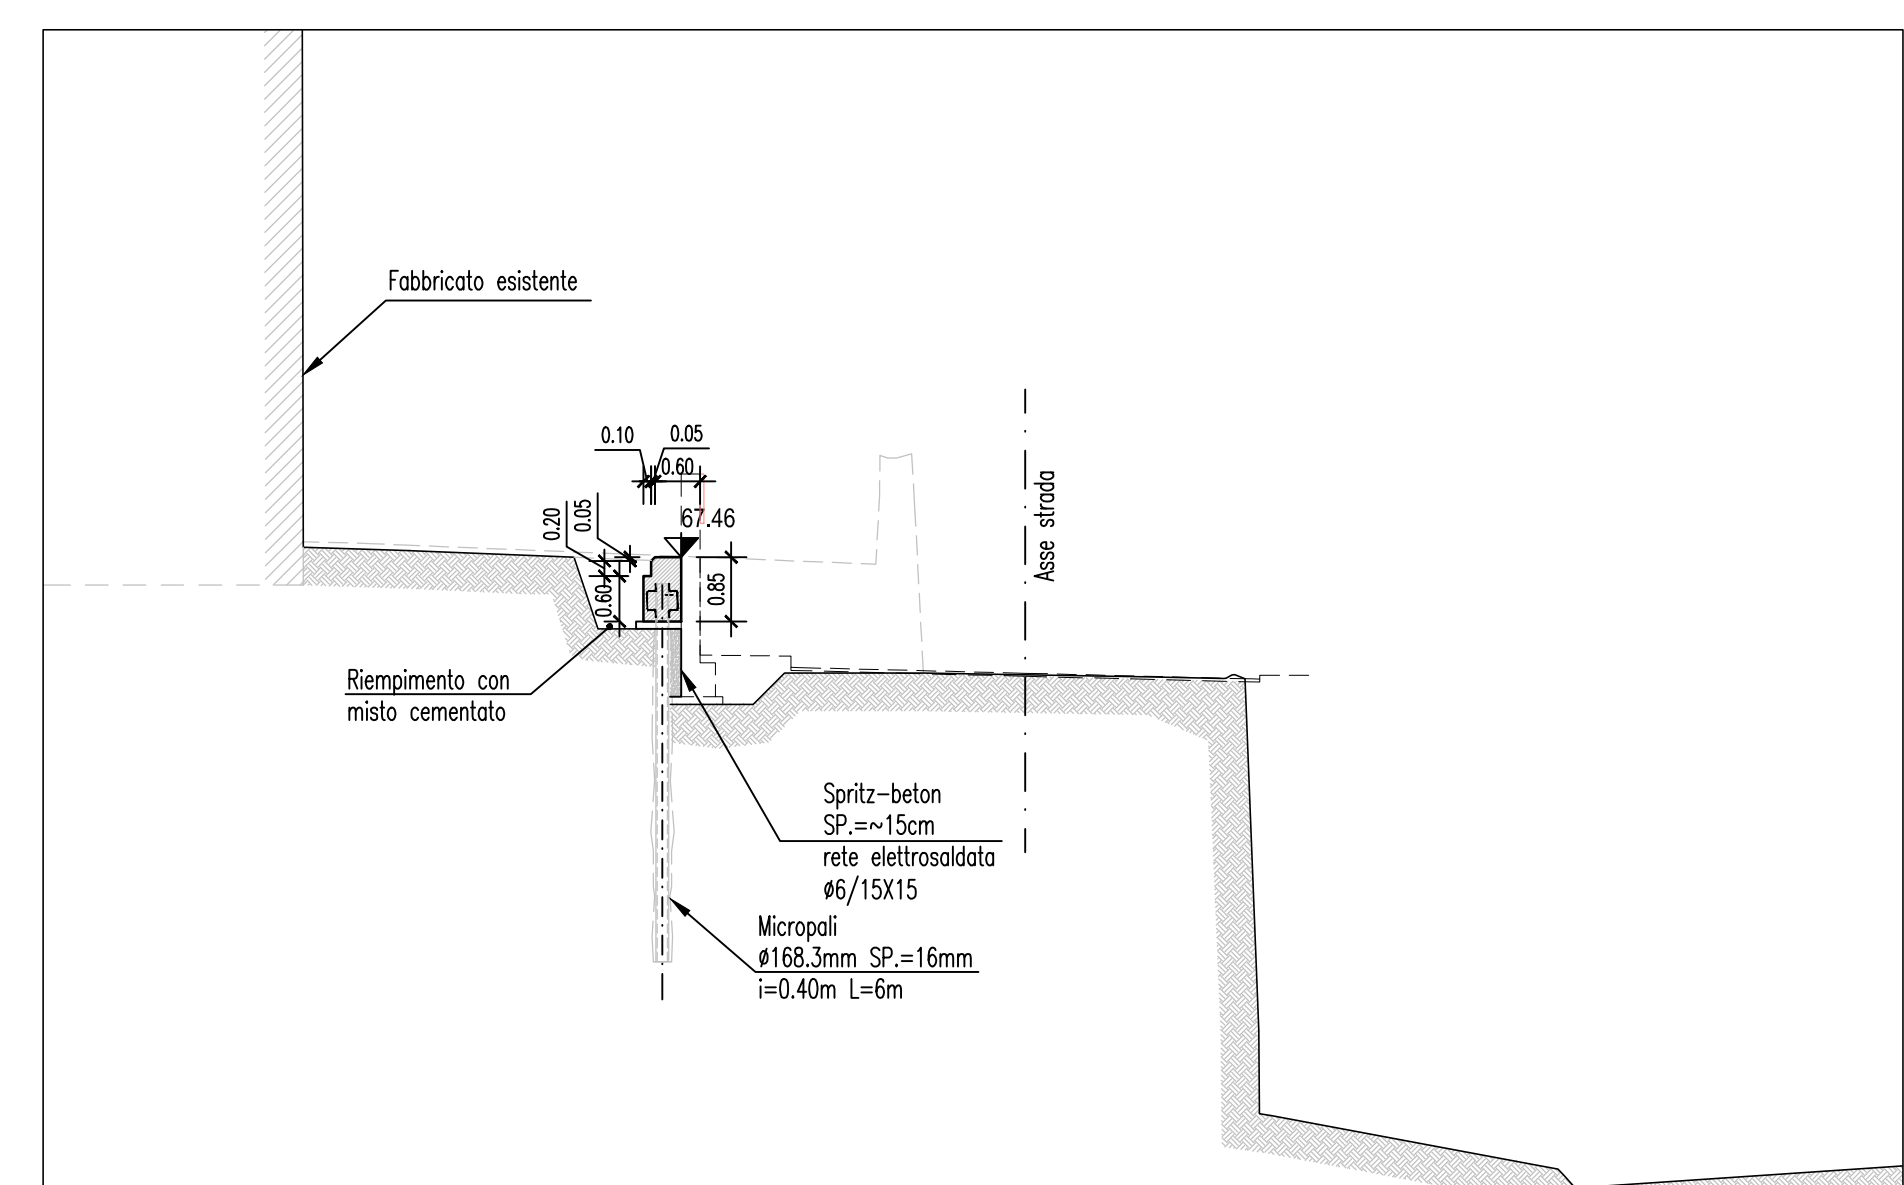 Fabbricato esistente
0.10
0.05
0.60
67.46
0.20
0.05
0.60
0.85
Asse strada
Riempimento con
misto cementato
Spritz-beton
SP.=~15cm
rete elettrosaldata
ø6/15X15
Micropali
ø168.3mm SP.=16mm
i=0.40m L=6m